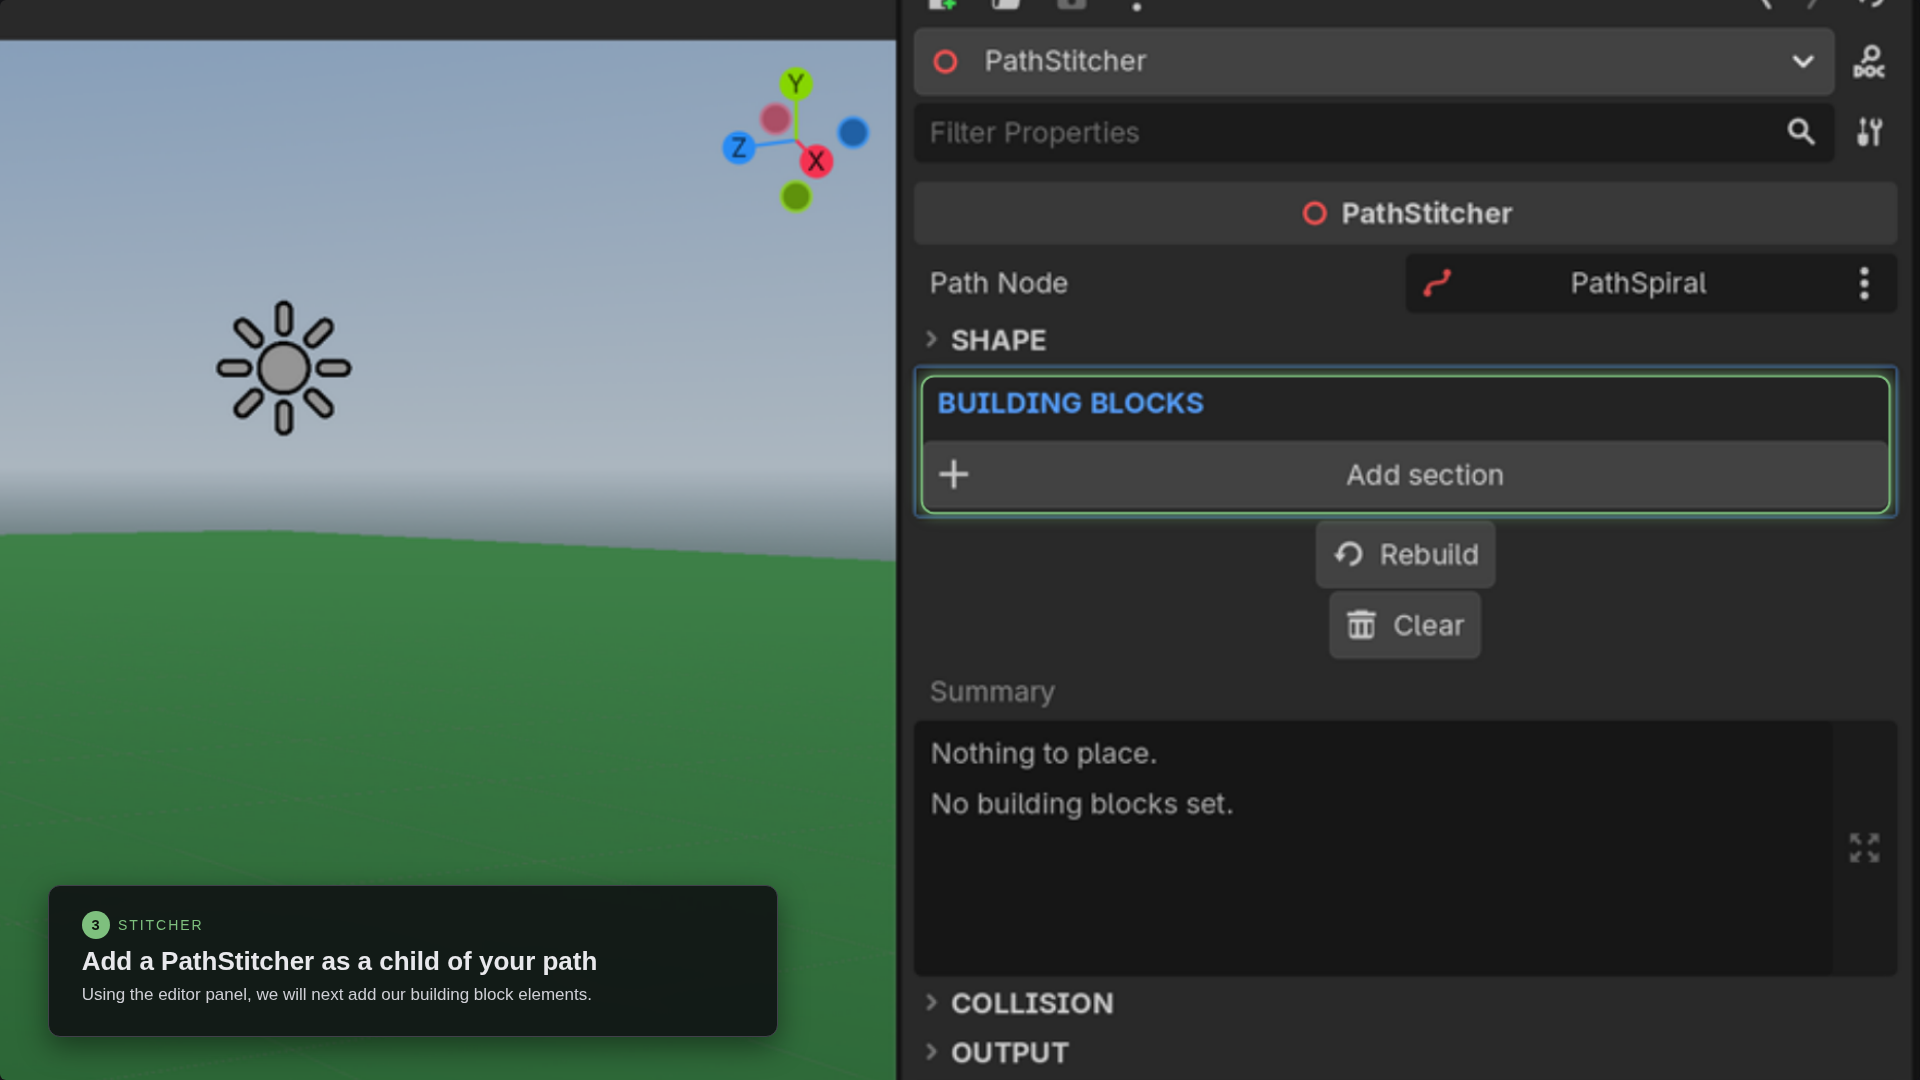 Y
Z
X
PathStitcher
DOC
Filter Properties
PathStitcher
Path Node
PathSpiral
SHAPE
BUILDING BLOCKS
Add section
Rebuild
Clear
Summary
Nothing to place.
No building blocks set.
COLLISION
OUTPUT
3 STITCHER
Add a PathStitcher as a child of your path
Using the editor panel, we will next add our building block elements.